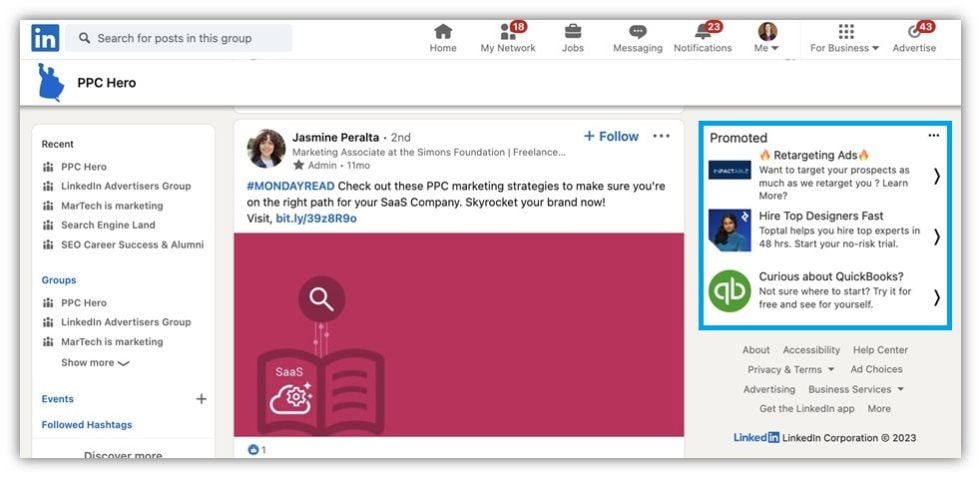 in
Search for posts in this group
Home
18
My Network
Jobs
Messaging
23
Notifications
Me
For Business
43
Advertise
PPC Hero
Recent
PPC Hero
LinkedIn Advertisers Group
MarTech is marketing
Search Engine Land
SEO Career Success & Alumni
Groups
PPC Hero
LinkedIn Advertisers Group
MarTech is marketing
Show more
Events +
Followed Hashtags
Discover more
Jasmine Peralta • 2nd
+ Follow
Marketing Associate at the Simons Foundation | Freelance...
Admin • 11mo
#MONDAYREAD Check out these PPC marketing strategies to make sure you're
on the right path for your SaaS Company. Skyrocket your brand now!
Visit, bit.ly/39z8R9o
SaaS
1
Promoted
IMPACTABLE
🔥 Retargeting Ads🔥
Want to target your prospects as
much as we retarget you ? Learn
More?
Hire Top Designers Fast
Toptal helps you hire top experts in
48 hrs. Start your no-risk trial.
qb
Curious about QuickBooks?
Not sure where to start? Try it for
free and see for yourself.
About Accessibility Help Center
Privacy & Terms Ad Choices
Advertising Business Services
Get the LinkedIn app More
LinkedIn LinkedIn Corporation © 2023